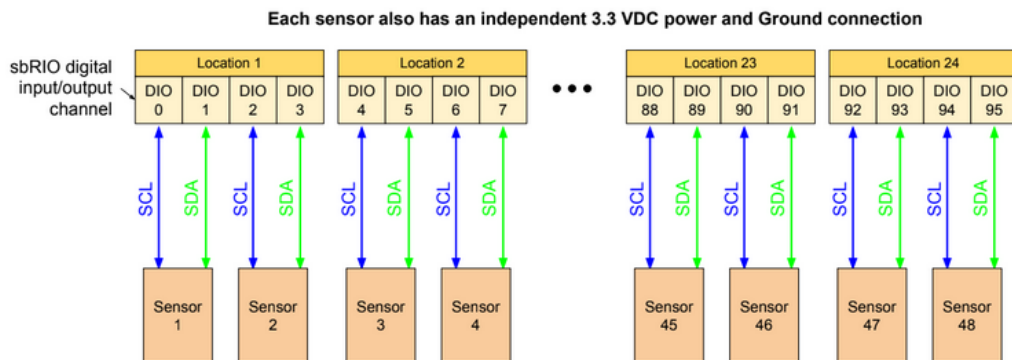 Each sensor also has an independent 3.3 VDC power and Ground connection
sbRIO digital
input/output
channel
Location 1
Location 2
Location 23
Location 24
DIO DIO DIO DIO DIO DIO DIO DIO DIO DIO DIO DIO DIO DIO DIO DIO
0 1 2 3 4 5 6 7 88 89 90 91 92 93 94 95
SCL SDA SCL SDA SCL SDA SCL SDA SCL SDA SCL SDA SCL SDA SCL SDA
Sensor Sensor Sensor Sensor Sensor Sensor Sensor Sensor
1 2 3 4 45 46 47 48